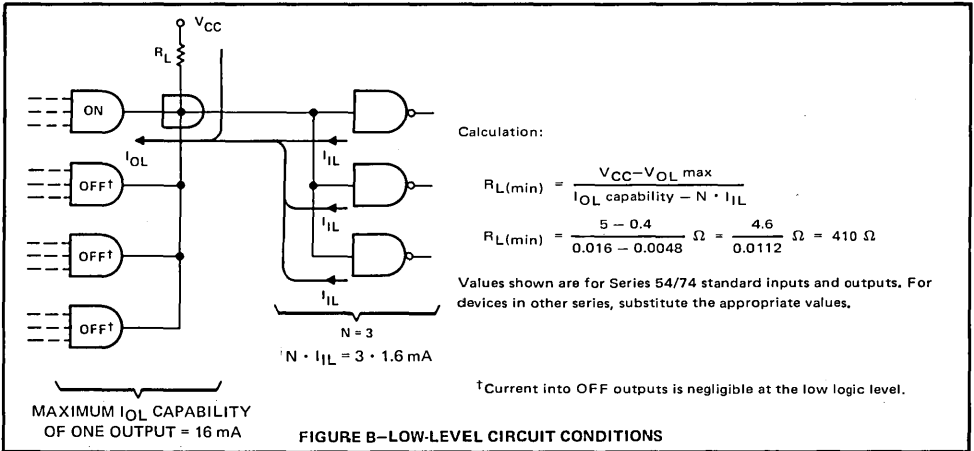 VCC
RL
ON
IOL
IIL
OFF†
IIL
OFF†
IIL
OFF†
N = 3
N · IIL = 3 · 1.6 mA
MAXIMUM IOL CAPABILITY
OF ONE OUTPUT = 16 mA
Calculation:
RL(min) = VCC–VOL max / IOL capability – N · IIL
RL(min) = 5 – 0.4 / 0.016 – 0.0048 Ω = 4.6 / 0.0112 Ω = 410 Ω
Values shown are for Series 54/74 standard inputs and outputs. For
devices in other series, substitute the appropriate values.
†Current into OFF outputs is negligible at the low logic level.
FIGURE B–LOW-LEVEL CIRCUIT CONDITIONS